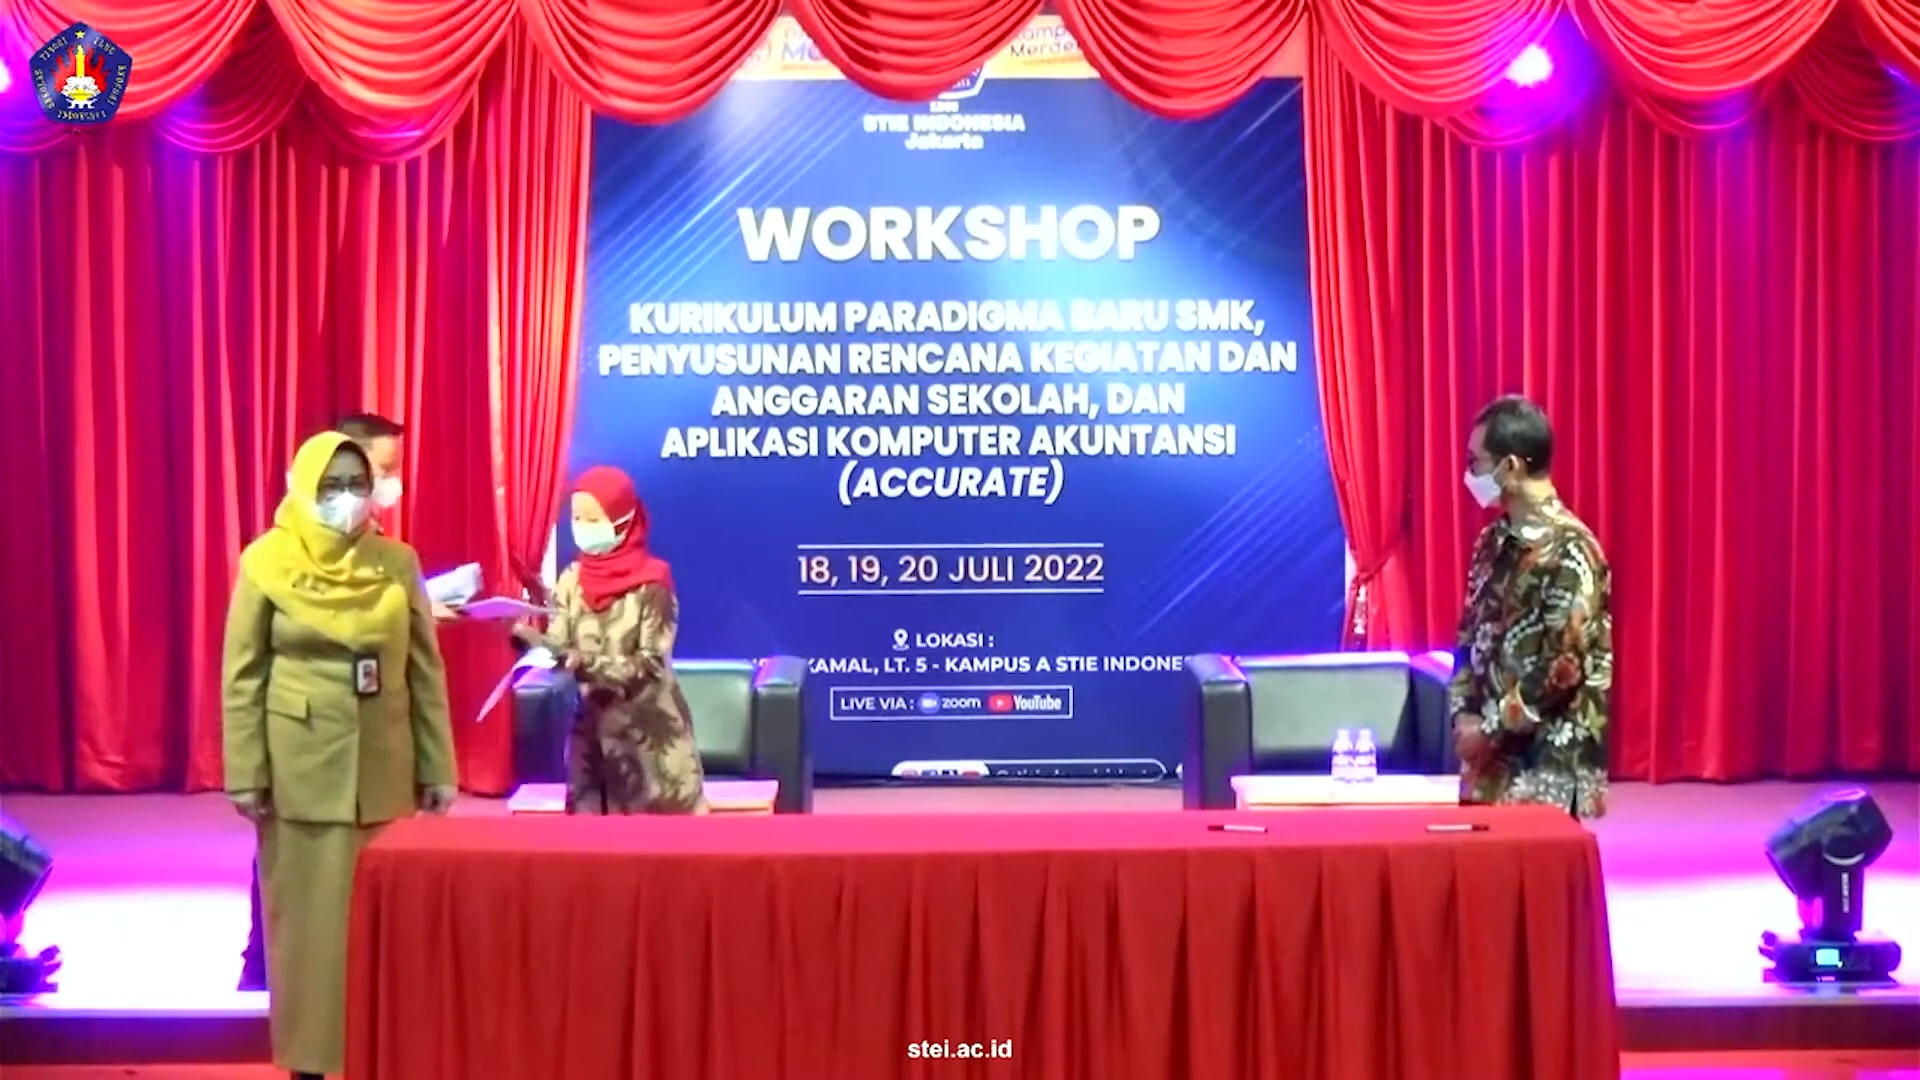 STIE INDONESIA
Jakarta
WORKSHOP
KURIKULUM PARADIGMA BARU SMK,
PENYUSUNAN RENCANA KEGIATAN DAN
ANGGARAN SEKOLAH, DAN
APLIKASI KOMPUTER AKUNTANSI
(ACCURATE)
18, 19, 20 JULI 2022
LOKASI :
KAMAL, LT. 5 - KAMPUS A STIE
LIVE VIA : zoom YouTube
stei.ac.id